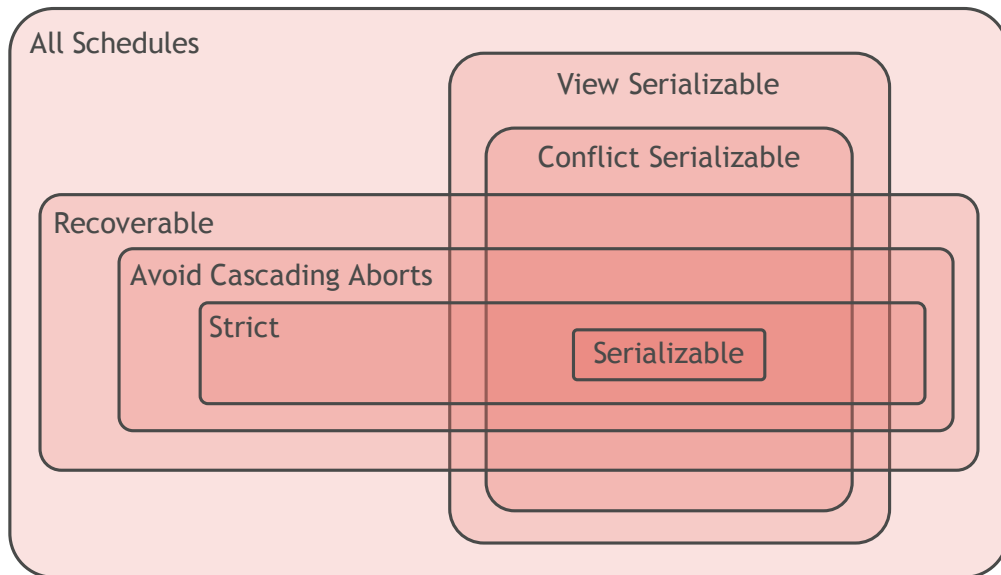 All Schedules
View Serializable
Conflict Serializable
Recoverable
Avoid Cascading Aborts
Strict
Serializable